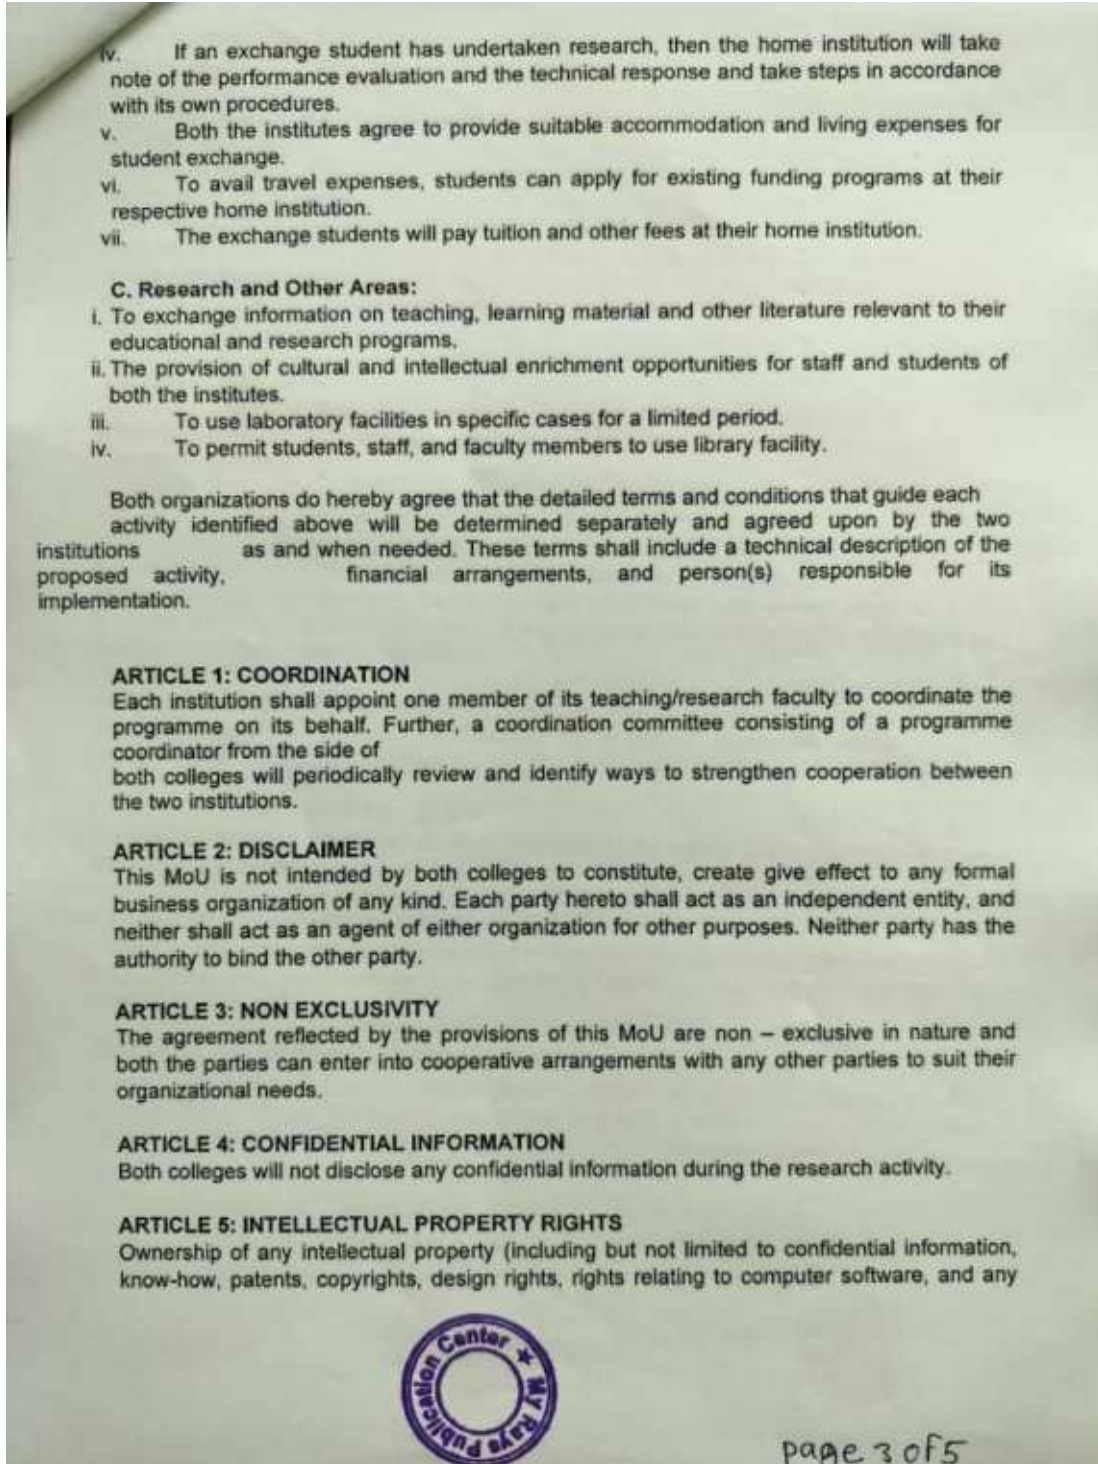 iv. If an exchange student has undertaken research, then the home institution will take
note of the performance evaluation and the technical response and take steps in accordance
with its own procedures.
v. Both the institutes agree to provide suitable accommodation and living expenses for
student exchange.
vi. To avail travel expenses, students can apply for existing funding programs at their
respective home institution.
vii. The exchange students will pay tuition and other fees at their home institution.
C. Research and Other Areas:
i. To exchange information on teaching, learning material and other literature relevant to their
educational and research programs.
ii. The provision of cultural and intellectual enrichment opportunities for staff and students of
both the institutes.
iii. To use laboratory facilities in specific cases for a limited period.
iv. To permit students, staff, and faculty members to use library facility.
Both organizations do hereby agree that the detailed terms and conditions that guide each
activity identified above will be determined separately and agreed upon by the two
institutions as and when needed. These terms shall include a technical description of the
proposed activity, financial arrangements, and person(s) responsible for its
implementation.
ARTICLE 1: COORDINATION
Each institution shall appoint one member of its teaching/research faculty to coordinate the
programme on its behalf. Further, a coordination committee consisting of a programme
coordinator from the side of
both colleges will periodically review and identify ways to strengthen cooperation between
the two institutions.
ARTICLE 2: DISCLAIMER
This MoU is not intended by both colleges to constitute, create give effect to any formal
business organization of any kind. Each party hereto shall act as an independent entity, and
neither shall act as an agent of either organization for other purposes. Neither party has the
authority to bind the other party.
ARTICLE 3: NON EXCLUSIVITY
The agreement reflected by the provisions of this MoU are non – exclusive in nature and
both the parties can enter into cooperative arrangements with any other parties to suit their
organizational needs.
ARTICLE 4: CONFIDENTIAL INFORMATION
Both colleges will not disclose any confidential information during the research activity.
ARTICLE 5: INTELLECTUAL PROPERTY RIGHTS
Ownership of any intellectual property (including but not limited to confidential information,
know-how, patents, copyrights, design rights, rights relating to computer software, and any
My Rays Publication Center ★
page 3 of 5